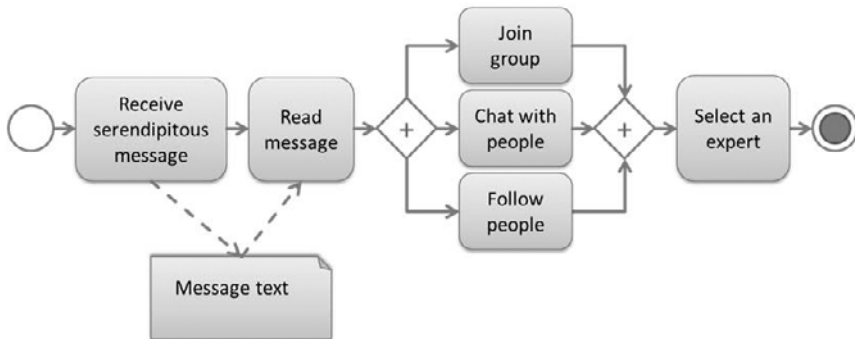 Receive
serendipitous
message
Read
message
+
Join
group
Chat with
people
Follow
people
+
Select an
expert
Message text